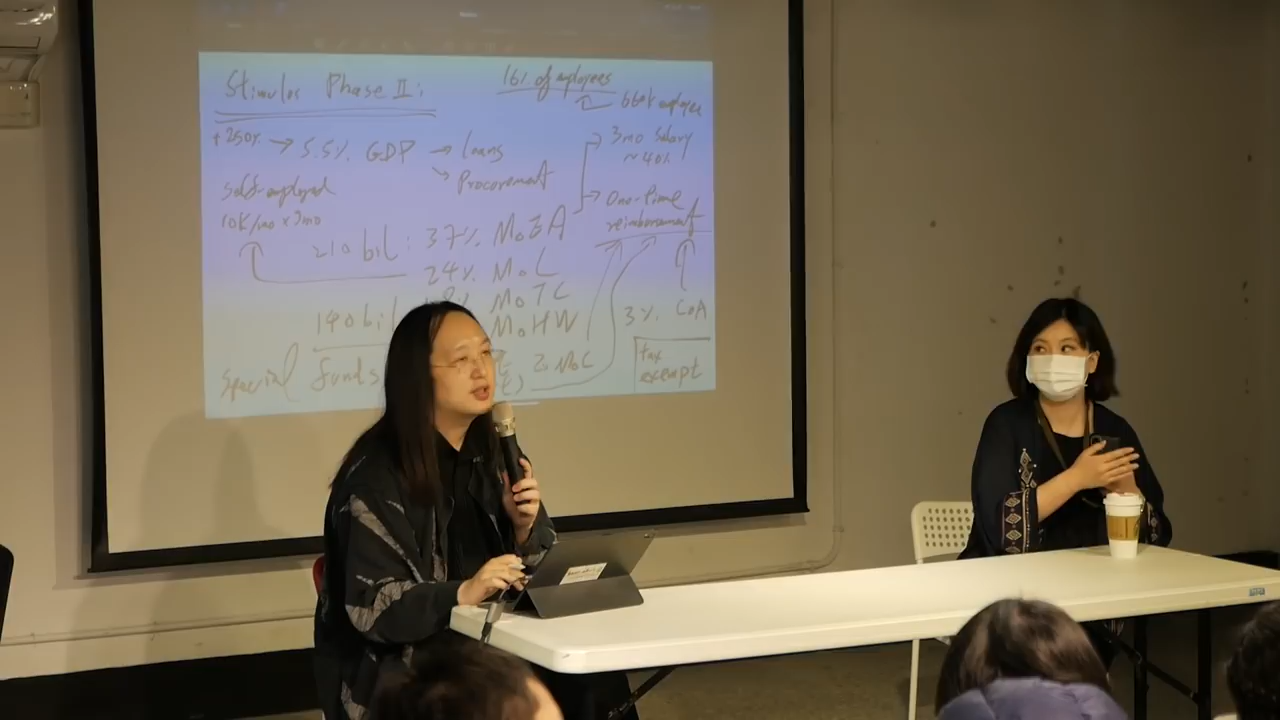 Stimulus Phase II:
16% of employees
660k employees
+250% → 5.5% GDP → loans
→ Procurement
3mo Salary
~40%
self-employed
10K/mo x 3mo
One-time
reimbursement
210 bil: 37% MoEA
24% MoL
MoTC
140 bil
MoHW
3% CoA
Special funds
2% MoC
tax
exempt